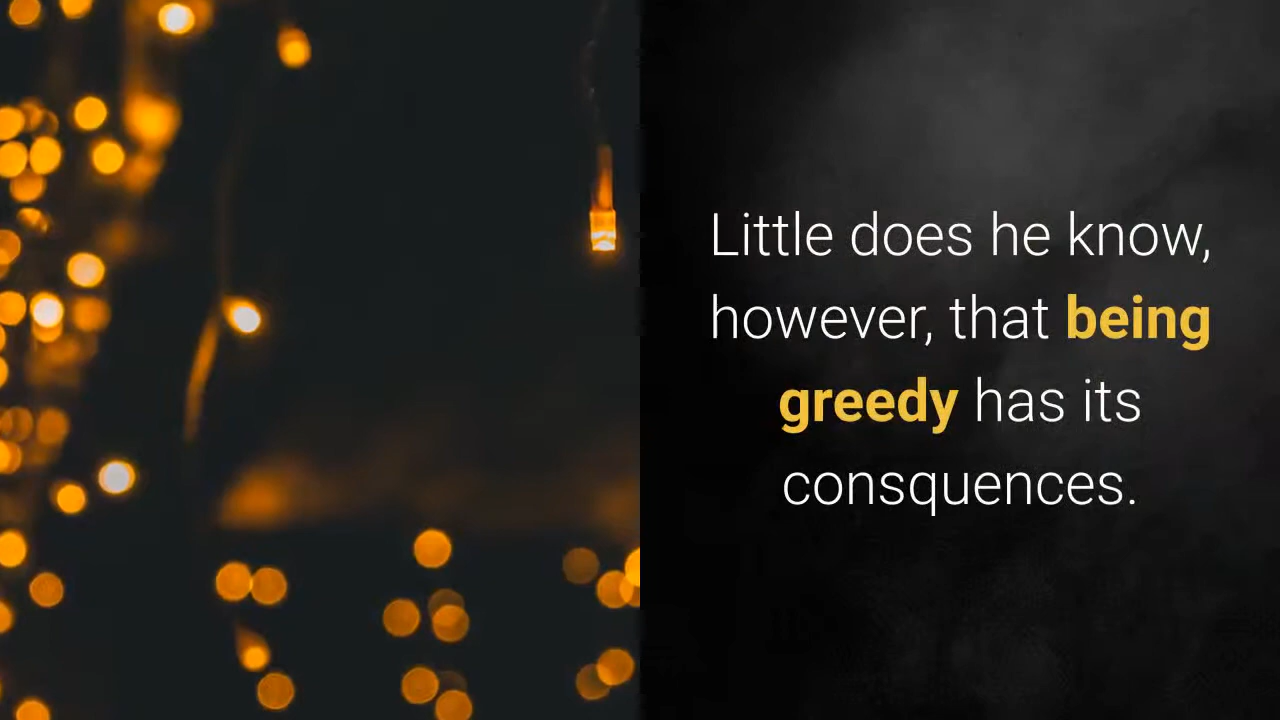 Little does he know,
however, that being
greedy has its
consquences.